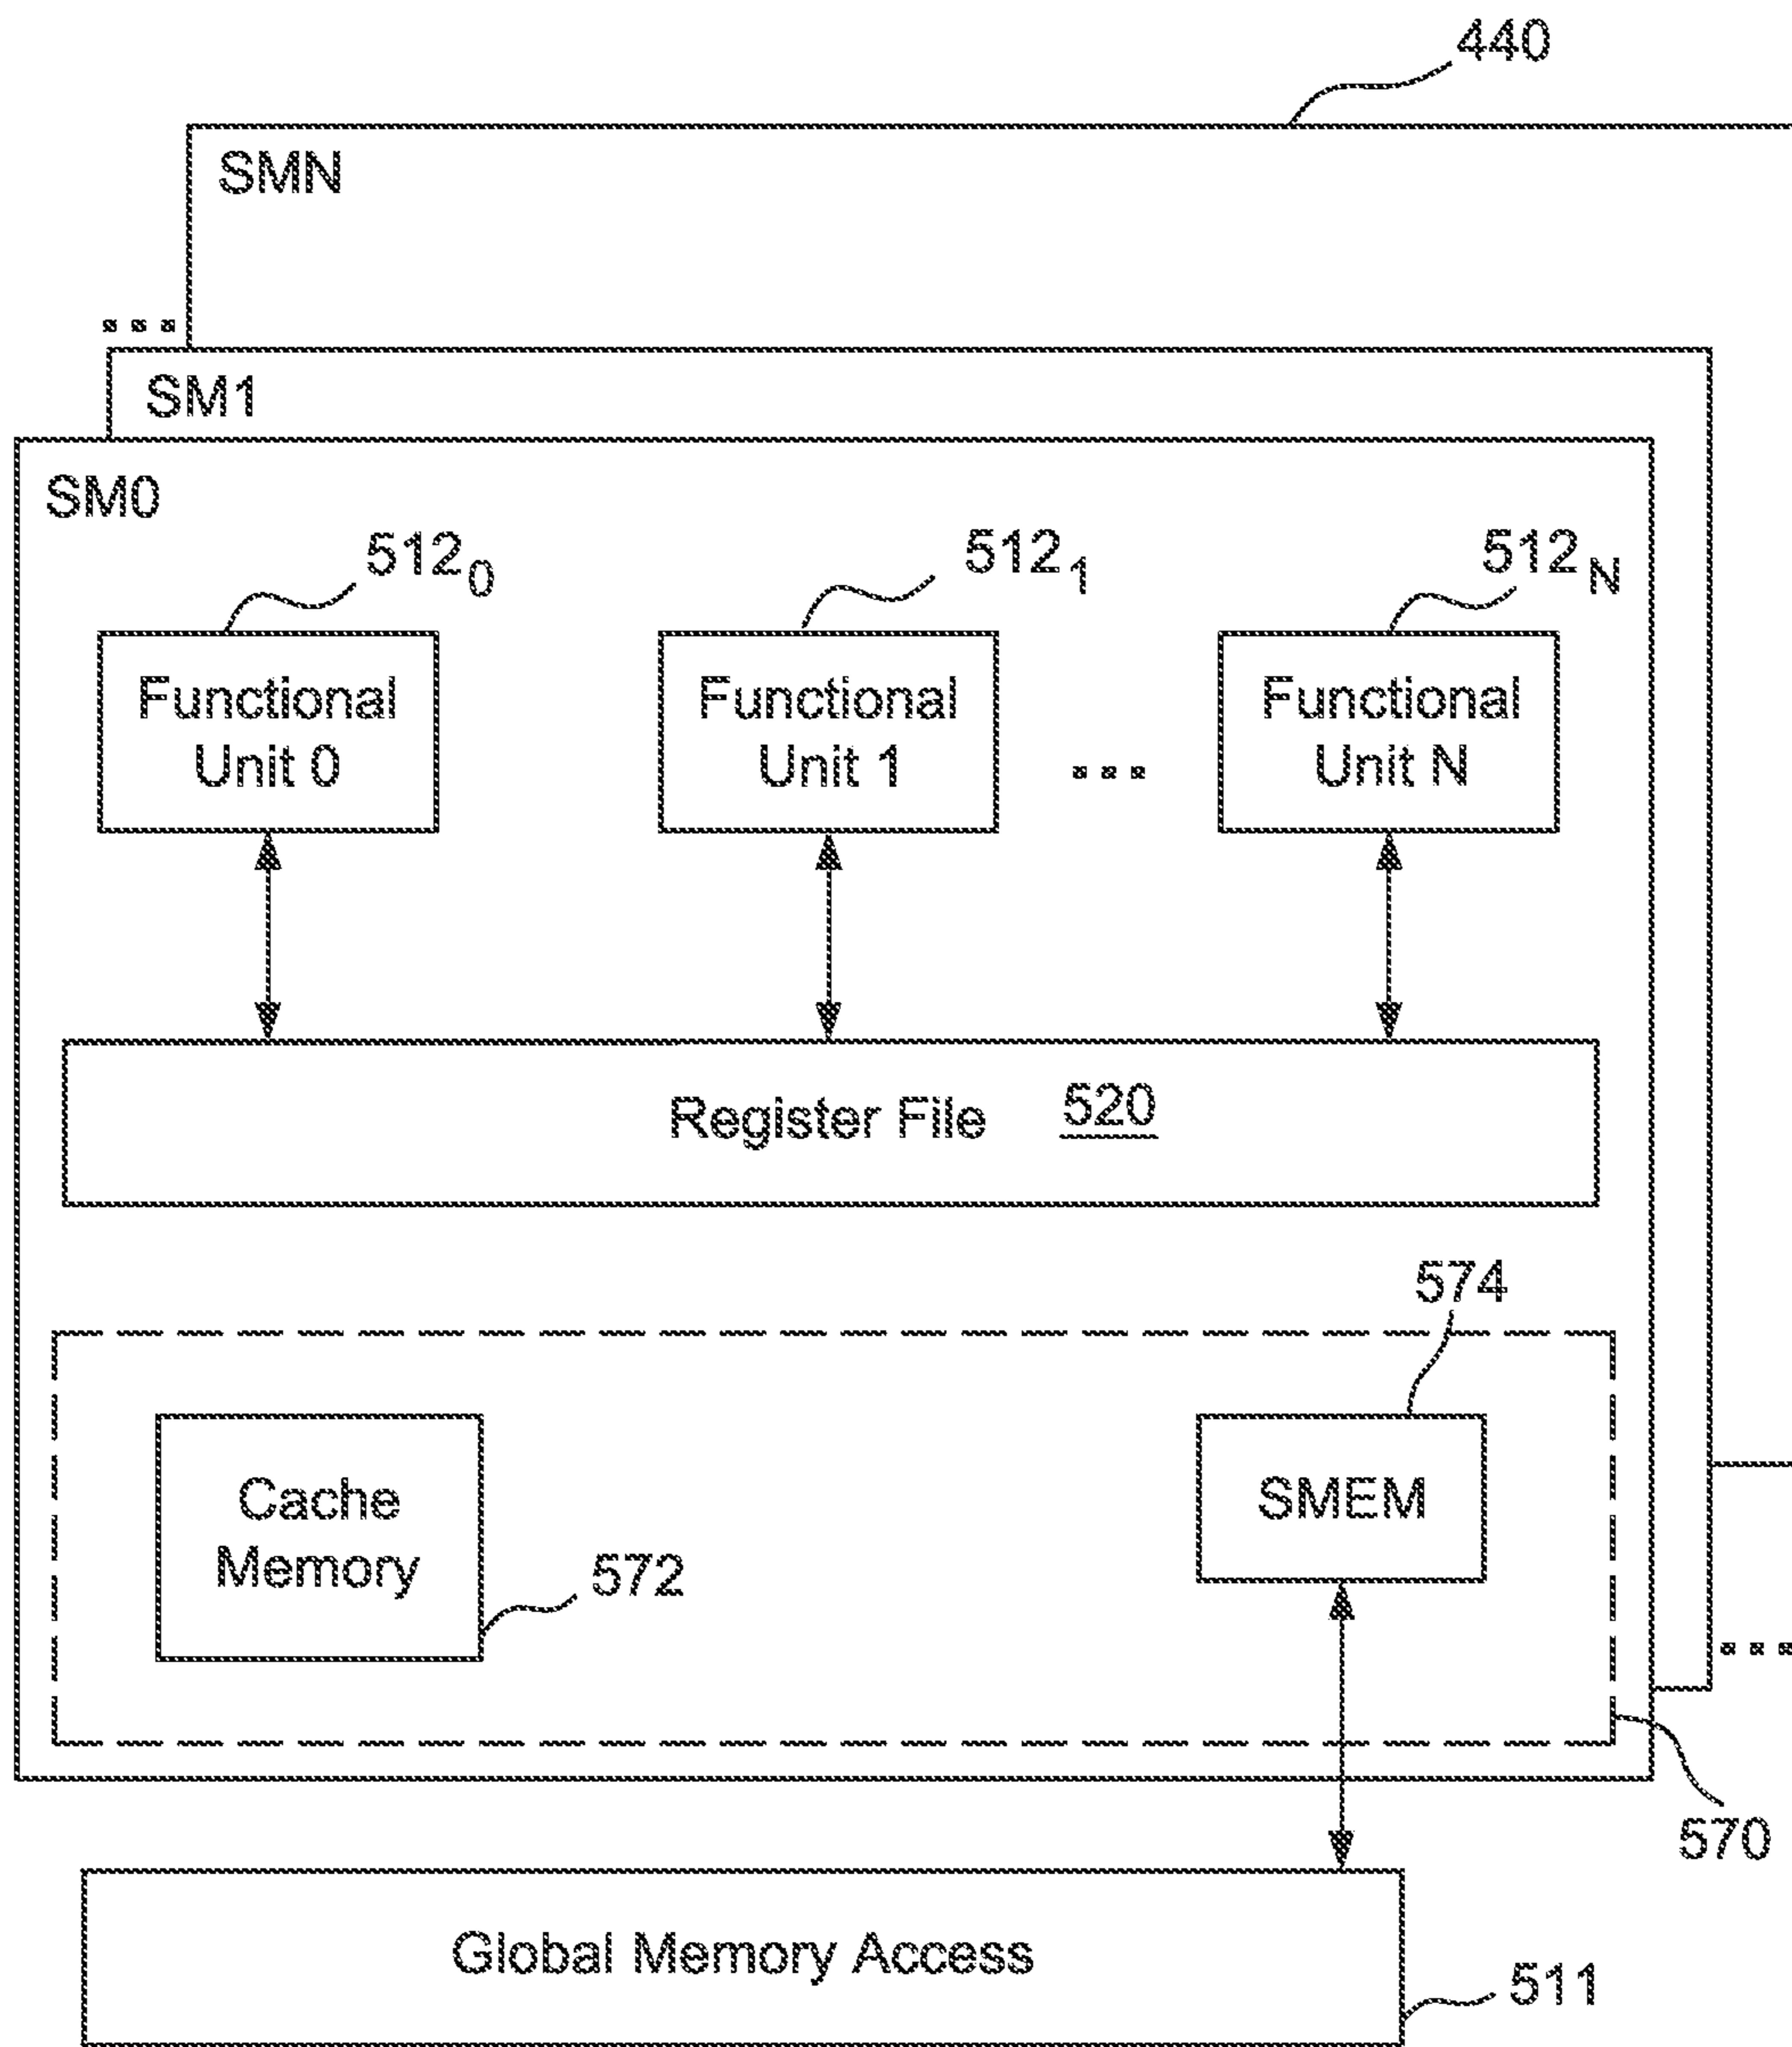 440
SMN
...
SM1
SM0
512₀
512₁
512N
Functional
Unit 0
Functional
Unit 1
...
Functional
Unit N
Register File 520
574
Cache
Memory
572
SMEM
...
570
Global Memory Access
511